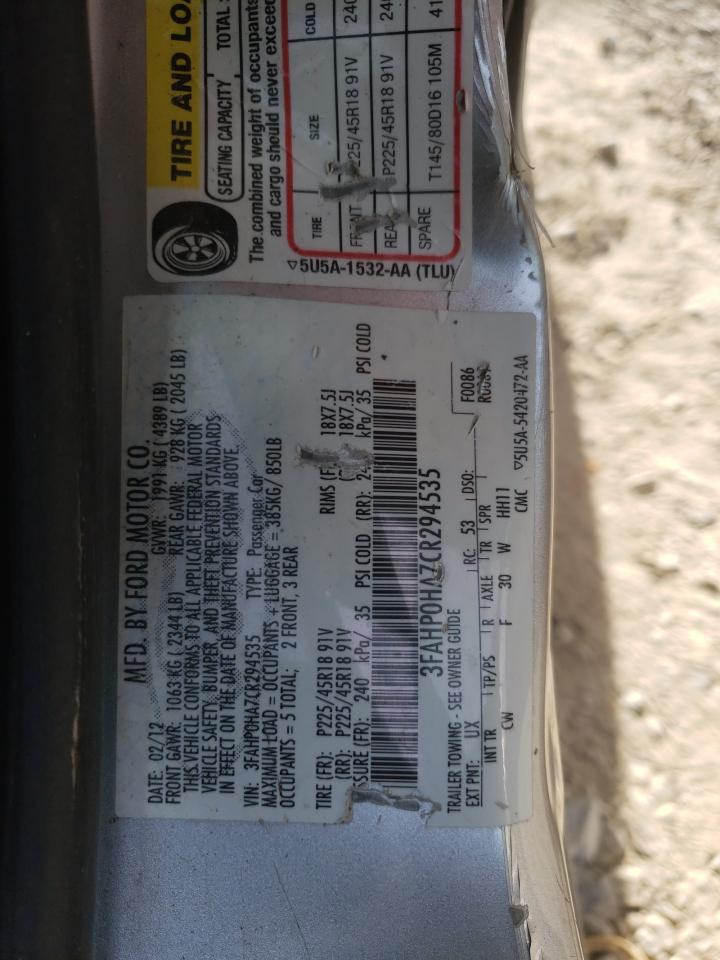 TIRE AND LOA
SEATING CAPACITY TOTAL
The combined weight of occupants
and cargo should never exceed
TIRE SIZE COLD
FRONT P225/45R18 91V 240
REAR P225/45R18 91V 240
SPARE T145/80D16 105M 41
5U5A-1532-AA (TLU)
MFD. BY FORD MOTOR CO.
DATE: 02/12 GVWR: 1991 KG (4389 LB)
FRONT GAWR: 1063 KG (2344 LB) REAR GAWR: 928 KG (2045 LB)
THIS VEHICLE CONFORMS TO ALL APPLICABLE FEDERAL MOTOR
VEHICLE SAFETY, BUMPER, AND THEFT PREVENTION STANDARDS
IN EFFECT ON THE DATE OF MANUFACTURE SHOWN ABOVE.
VIN: 3FAHP0HA7CR294535 TYPE: Passenger Car
MAXIMUM LOAD = OCCUPANTS + LUGGAGE = 385KG/ 850LB
OCCUPANTS = 5 TOTAL; 2 FRONT, 3 REAR
TIRE (FR): P225/45R18 91V RIMS (F 18X7.5J
(RR): P225/45R18 91V 18X7.5J
SSURE (FR): 240 kPa/ 35 PSI COLD (RR): 24 kPa/ 35 PSI COLD
3FAHP0HA7CR294535
F0086
TRAILER TOWING - SEE OWNER GUIDE
EXT PNT: UX RC: 53 DSO:
INT TR TP/PS R AXLE TR SPR
CW F 30 W HH11
CMC 5U5A-5420472-AA